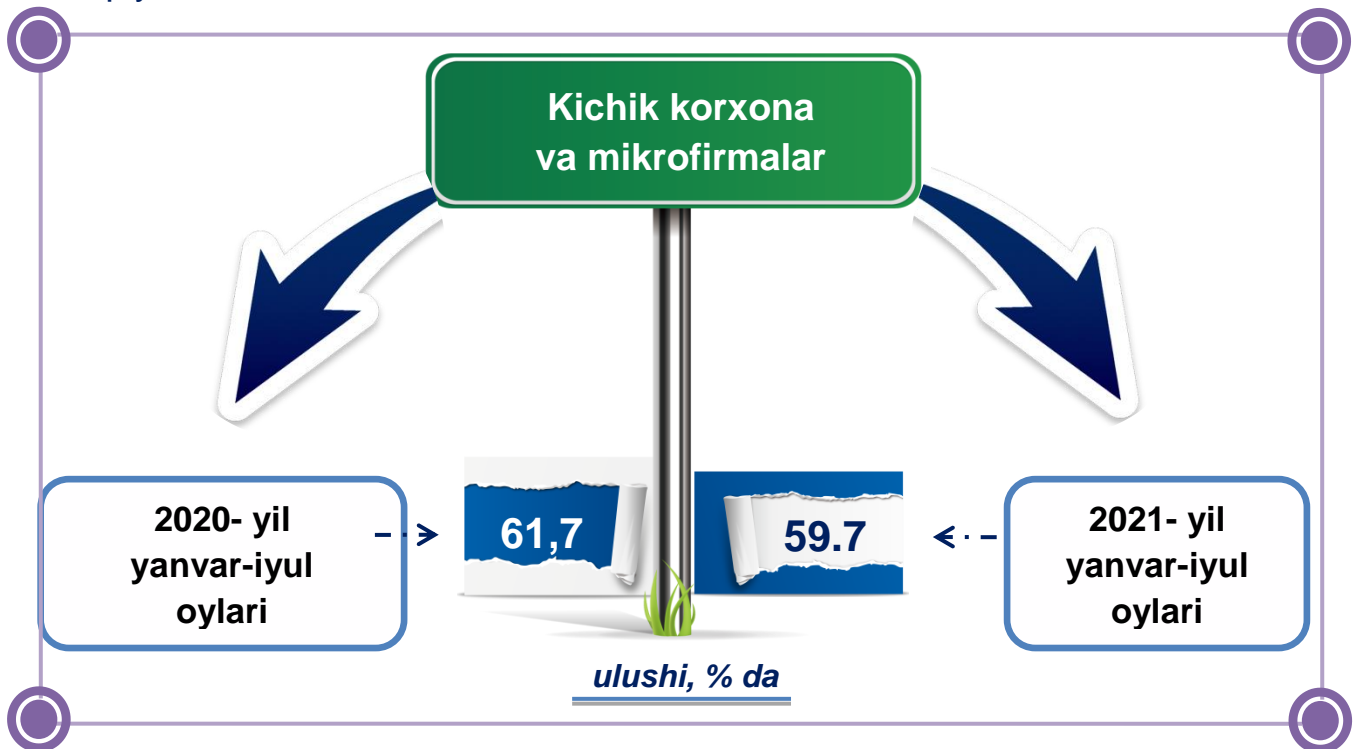 Kichik korxona
va mikrofirmalar
2020- yil
yanvar-iyul
oylari
61,7
59.7
2021- yil
yanvar-iyul
oylari
ulushi, % da